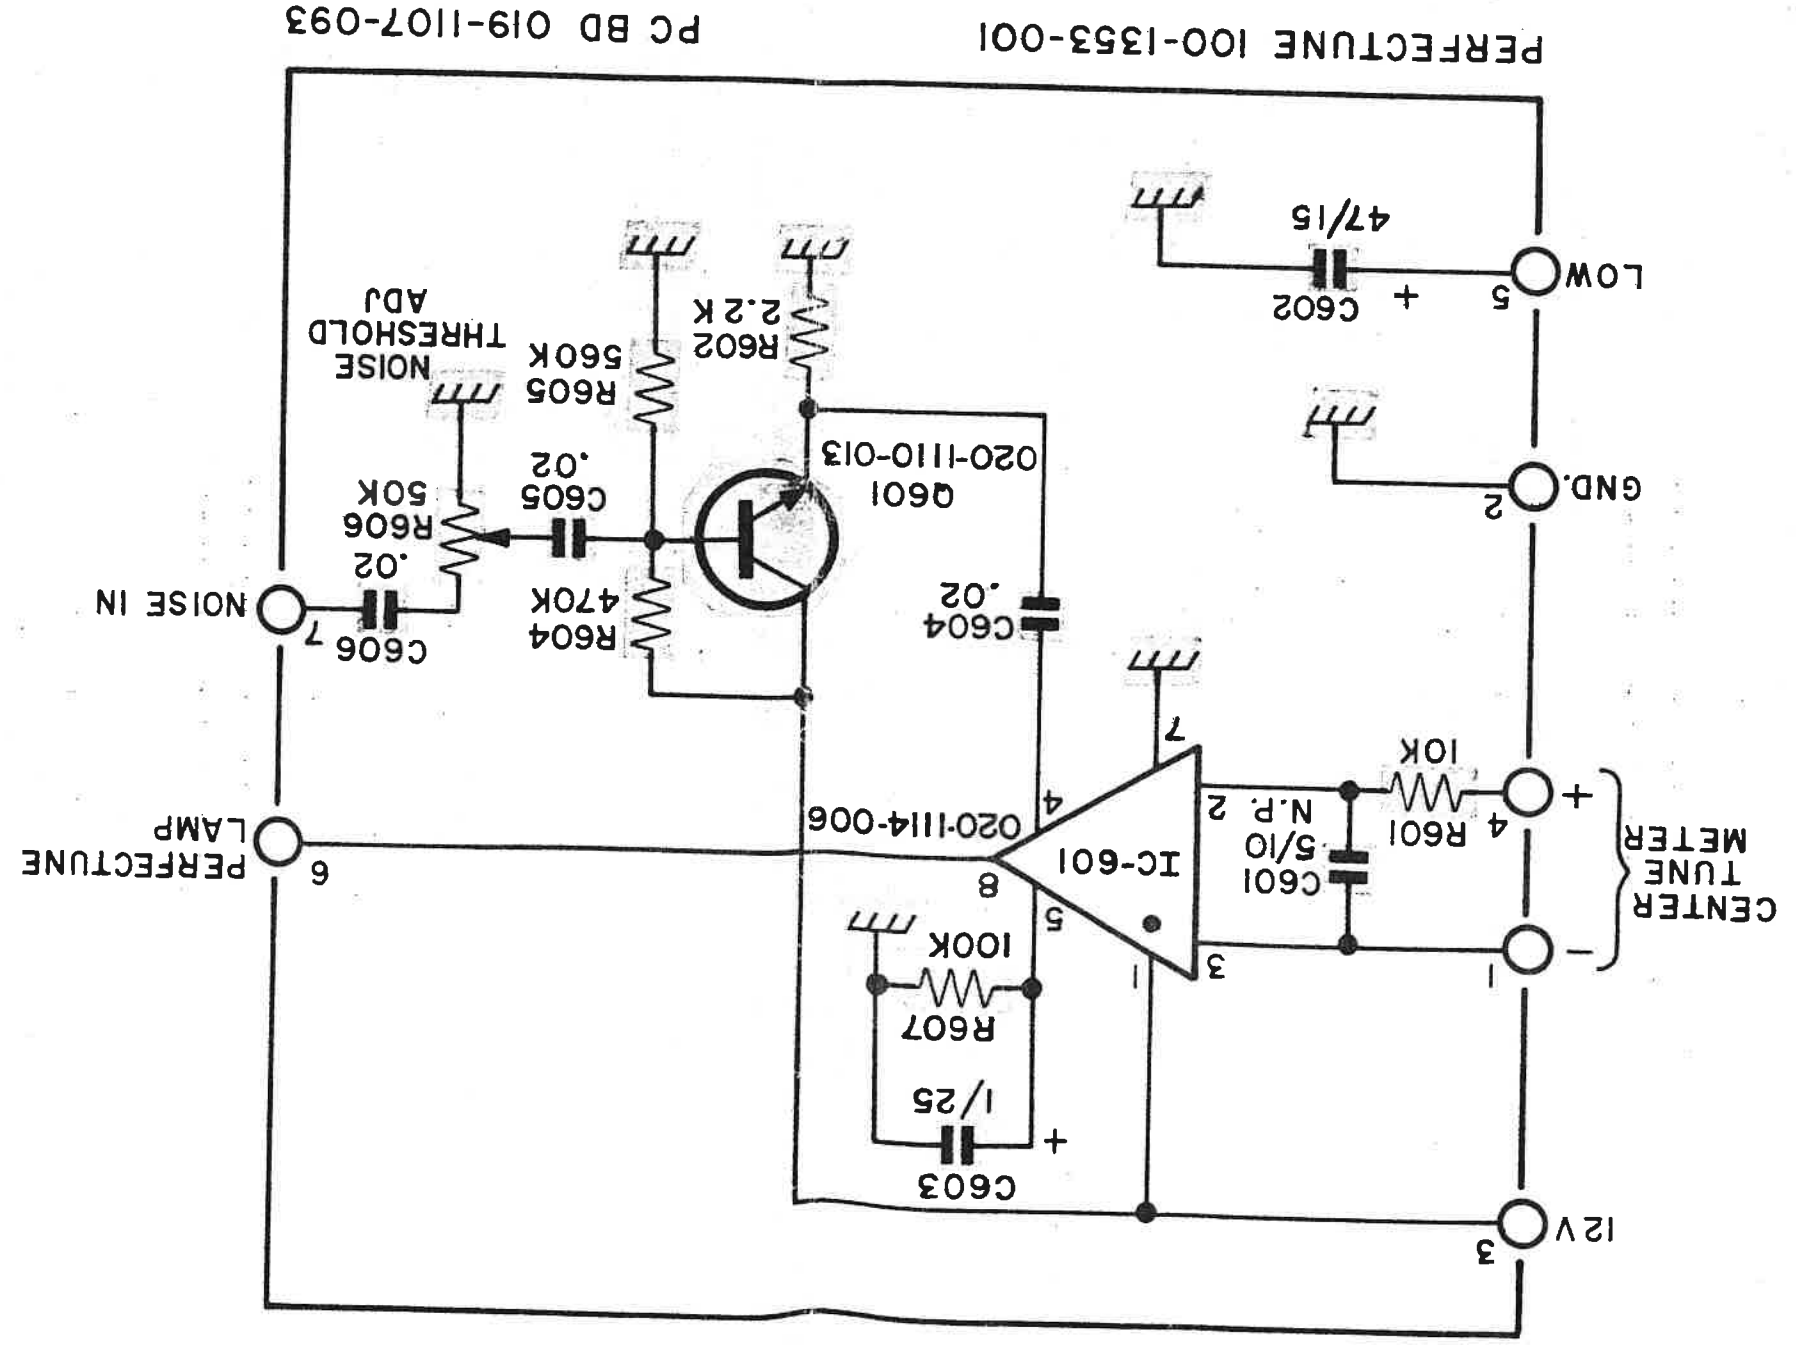 12V
3
C603
+
1/25
R607
100K
CENTER
TUNE
METER
-
1
+
4
R601
10K
C601
5/10
N.P.
3
2
1
IC-601
5
8
4
7
020-1114-006
6
PERFECTUNE
LAMP
C604
.02
R604
470K
C606
.02
7
NOISE IN
GND.
2
Q601
020-1110-013
C605
.02
R606
50K
R605
560K
NOISE
THRESHOLD
ADJ
R602
2.2K
LOW
5
+
C602
47/15
PERFECTUNE 100-1353-001
PC BD 019-1107-093